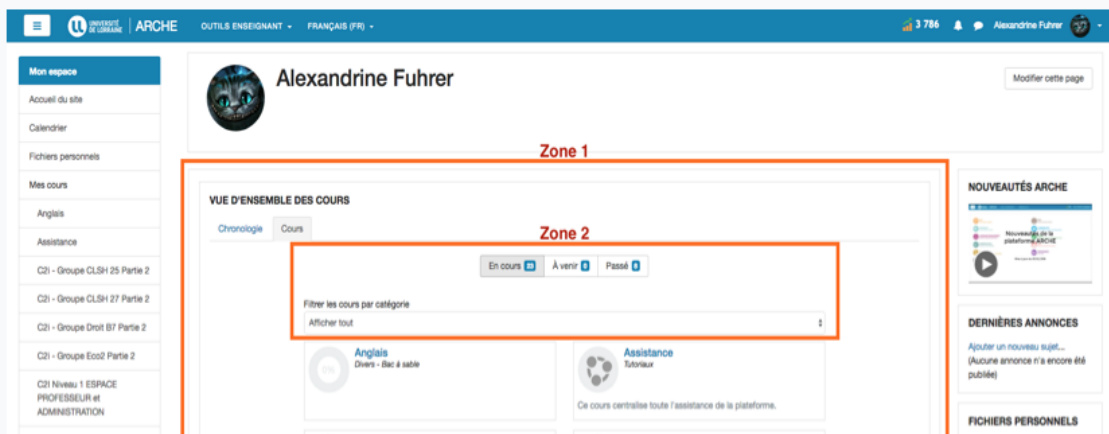 UNIVERSITÉ DE LORRAINE | ARCHE OUTILS ENSEIGNANT FRANÇAIS (FR) 3 786 Alexandrine Fuhrer
Mon espace
Accueil du site
Calendrier
Fichiers personnels
Mes cours
Anglais
Assistance
C2i - Groupe CLSH 25 Partie 2
C2i - Groupe CLSH 27 Partie 2
C2i - Groupe Droit B7 Partie 2
C2i - Groupe Eco2 Partie 2
C2I Niveau 1 ESPACE
PROFESSEUR et
ADMINISTRATION
Alexandrine Fuhrer
Modifier cette page
Zone 1
VUE D'ENSEMBLE DES COURS
Chronologie Cours
Zone 2
En cours À venir Passé
Filtrer les cours par catégorie
Afficher tout
Anglais
Divers - Bac à sable
0%
Assistance
Tutoriaux
Ce cours centralise toute l'assistance de la plateforme.
NOUVEAUTÉS ARCHE
Nouveautés de la
plateforme ARCHE
DERNIÈRES ANNONCES
Ajouter un nouveau sujet...
(Aucune annonce n'a encore été
publiée)
FICHIERS PERSONNELS